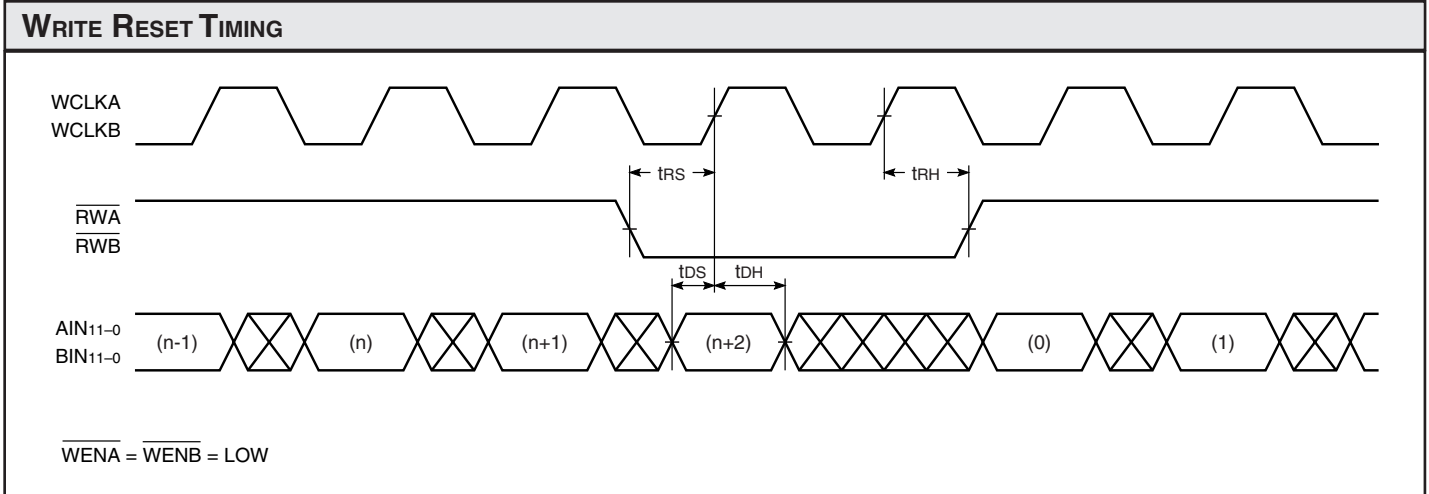 WRITE RESET TIMING
WCLKA
WCLKB
tRS
tRH
RWA
RWB
tDS
tDH
AIN11–0
BIN11–0
(n-1)
(n)
(n+1)
(n+2)
(0)
(1)
WENA = WENB = LOW